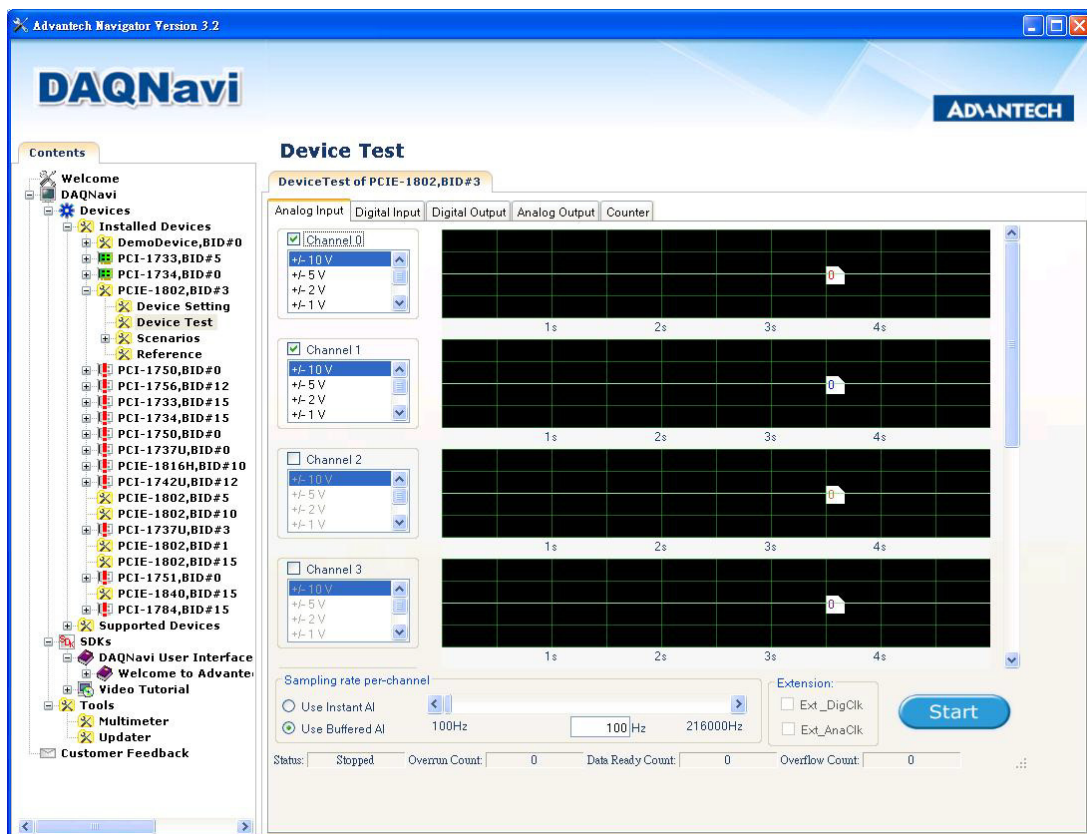 Advantech Navigator Version 3.2
DAQNavi
ADVANTECH
Contents
Welcome
DAQNavi
Devices
Installed Devices
DemoDevice,BID#0
PCI-1733,BID#5
PCI-1734,BID#0
PCIE-1802,BID#3
Device Setting
Device Test
Scenarios
Reference
PCI-1750,BID#0
PCI-1756,BID#12
PCI-1733,BID#15
PCI-1734,BID#15
PCI-1750,BID#0
PCI-1737U,BID#0
PCIE-1816H,BID#10
PCI-1742U,BID#12
PCIE-1802,BID#5
PCIE-1802,BID#10
PCI-1737U,BID#3
PCIE-1802,BID#1
PCIE-1802,BID#15
PCI-1751,BID#0
PCIE-1840,BID#15
PCI-1784,BID#15
Supported Devices
SDKs
DAQNavi User Interface
Welcome to Advante
Video Tutorial
Tools
Multimeter
Updater
Customer Feedback
Device Test
DeviceTest of PCIE-1802,BID#3
Analog Input Digital Input Digital Output Analog Output Counter
Channel 0
+/- 10 V
+/- 5 V
+/- 2 V
+/- 1 V
0
1s 2s 3s 4s
Channel 1
+/- 10 V
+/- 5 V
+/- 2 V
+/- 1 V
0
1s 2s 3s 4s
Channel 2
+/- 10 V
+/- 5 V
+/- 2 V
+/- 1 V
0
1s 2s 3s 4s
Channel 3
+/- 10 V
+/- 5 V
+/- 2 V
+/- 1 V
0
1s 2s 3s 4s
Sampling rate per-channel
Use Instant AI
Use Buffered AI
100Hz 100 Hz 216000Hz
Extension:
Ext_DigClk
Ext_AnaClk
Start
Status: Stopped Overrun Count: 0 Data Ready Count: 0 Overflow Count: 0